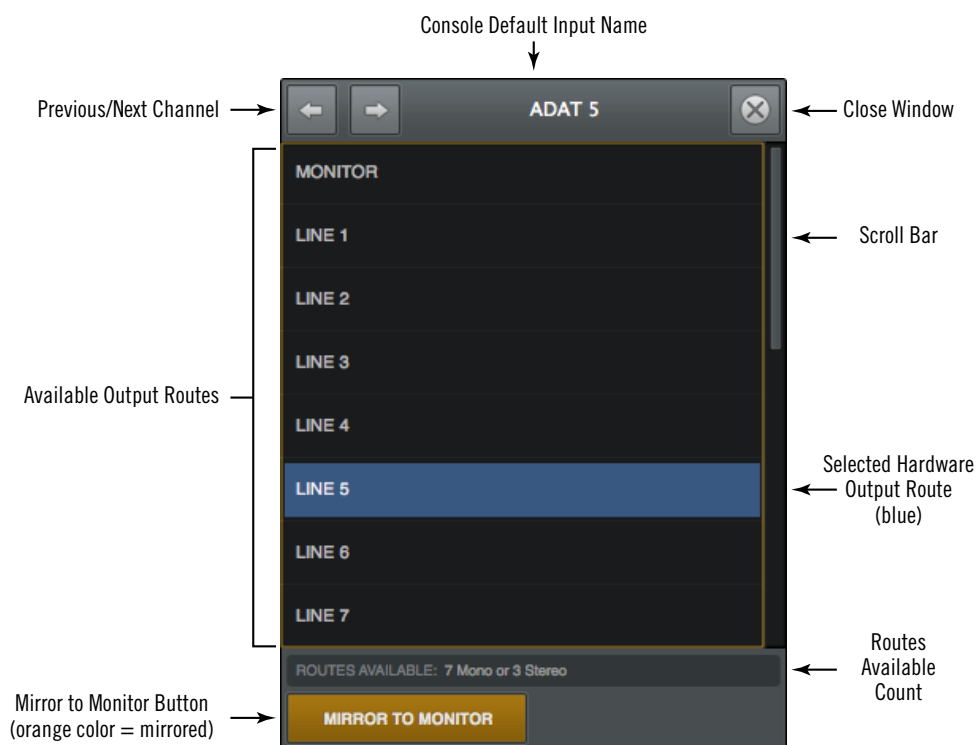 Console Default Input Name
Previous/Next Channel
ADAT 5
Close Window
MONITOR
LINE 1
Scroll Bar
LINE 2
LINE 3
Available Output Routes
LINE 4
LINE 5
Selected Hardware
Output Route
(blue)
LINE 6
LINE 7
ROUTES AVAILABLE: 7 Mono or 3 Stereo
Routes
Available
Count
Mirror to Monitor Button
(orange color = mirrored)
MIRROR TO MONITOR